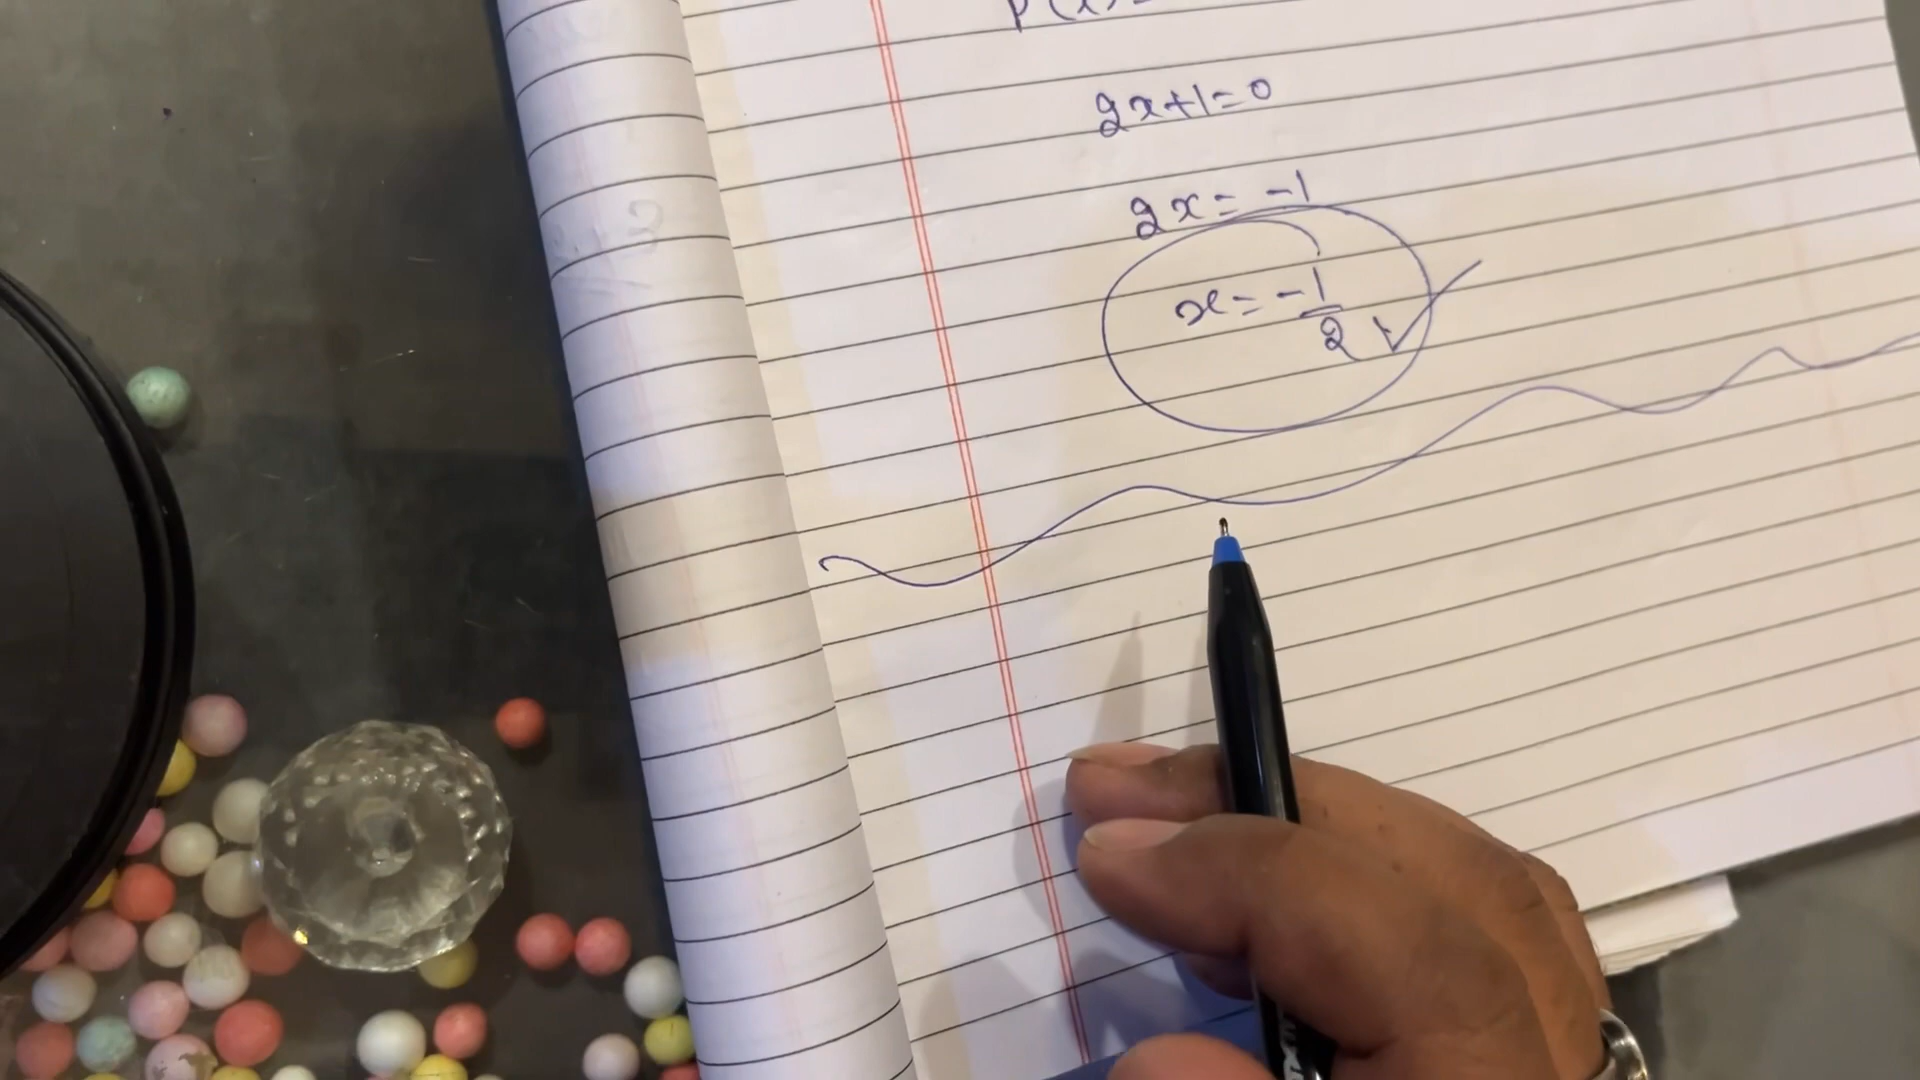 P(x)=
2x+1=0
2x=-1
x=-1/2